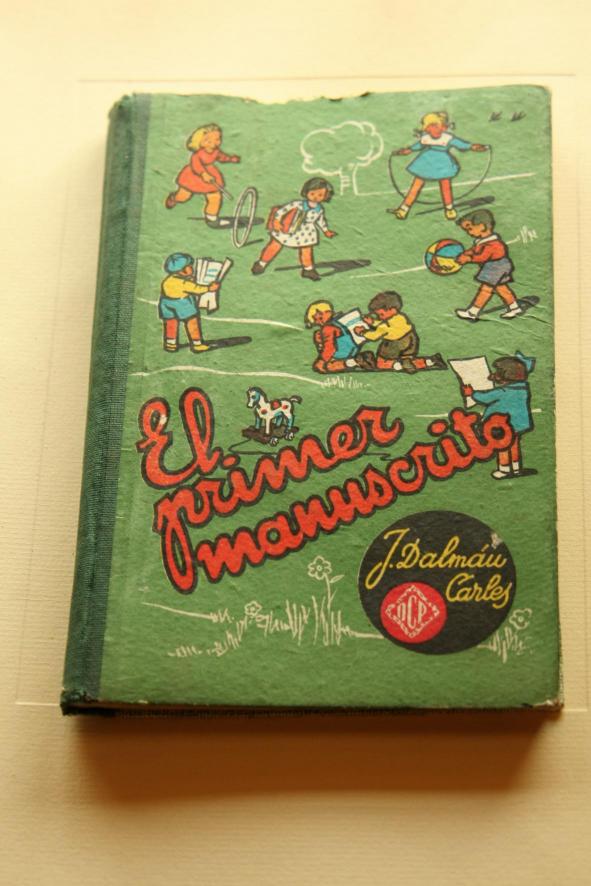 El
primer
manuscrito
J. Dalmáu
Carles
DCP